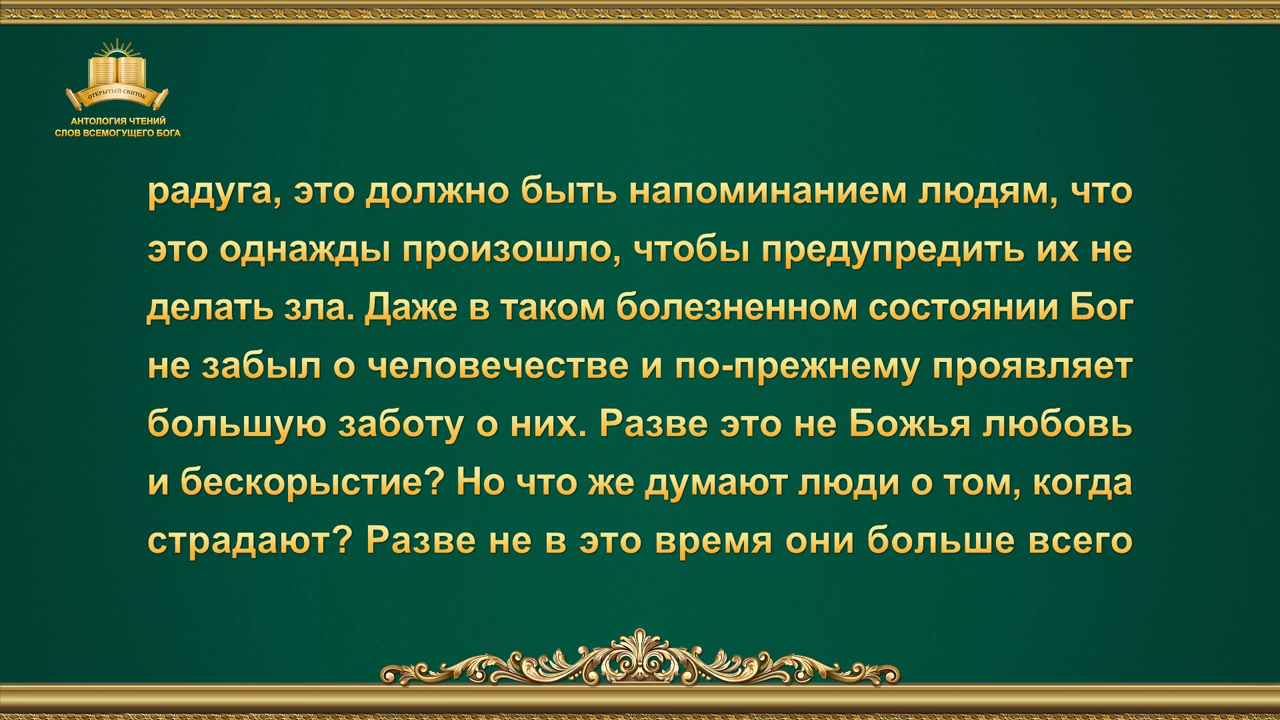 ОТКРЫТЫЙ СВИТОК
АНТОЛОГИЯ ЧТЕНИЙ
СЛОВ ВСЕМОГУЩЕГО БОГА
радуга, это должно быть напоминанием людям, что
это однажды произошло, чтобы предупредить их не
делать зла. Даже в таком болезненном состоянии Бог
не забыл о человечестве и по-прежнему проявляет
большую заботу о них. Разве это не Божья любовь
и бескорыстие? Но что же думают люди о том, когда
страдают? Разве не в это время они больше всего